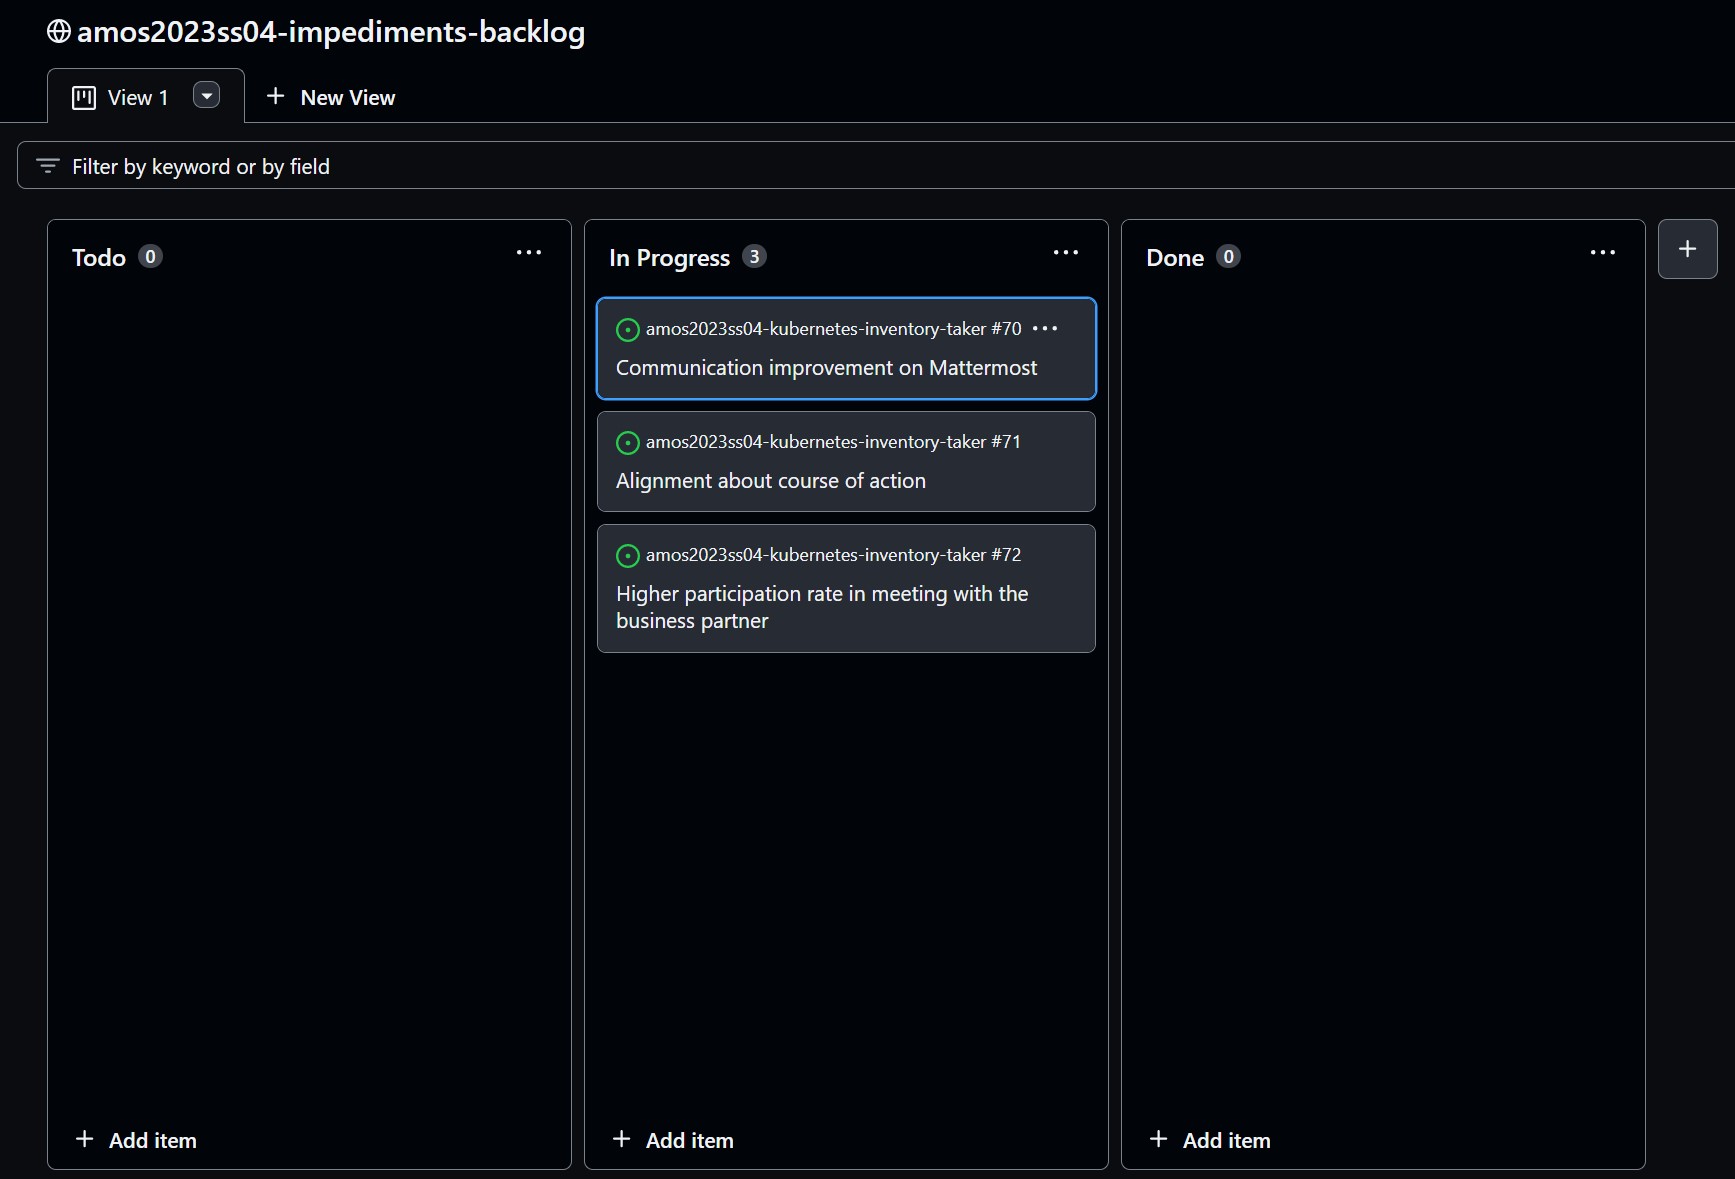 amos2023ss04-impediments-backlog
View 1
New View
Filter by keyword or by field
Todo 0
In Progress 3
amos2023ss04-kubernetes-inventory-taker #70
Communication improvement on Mattermost
amos2023ss04-kubernetes-inventory-taker #71
Alignment about course of action
amos2023ss04-kubernetes-inventory-taker #72
Higher participation rate in meeting with the
business partner
Done 0
Add item
Add item
Add item